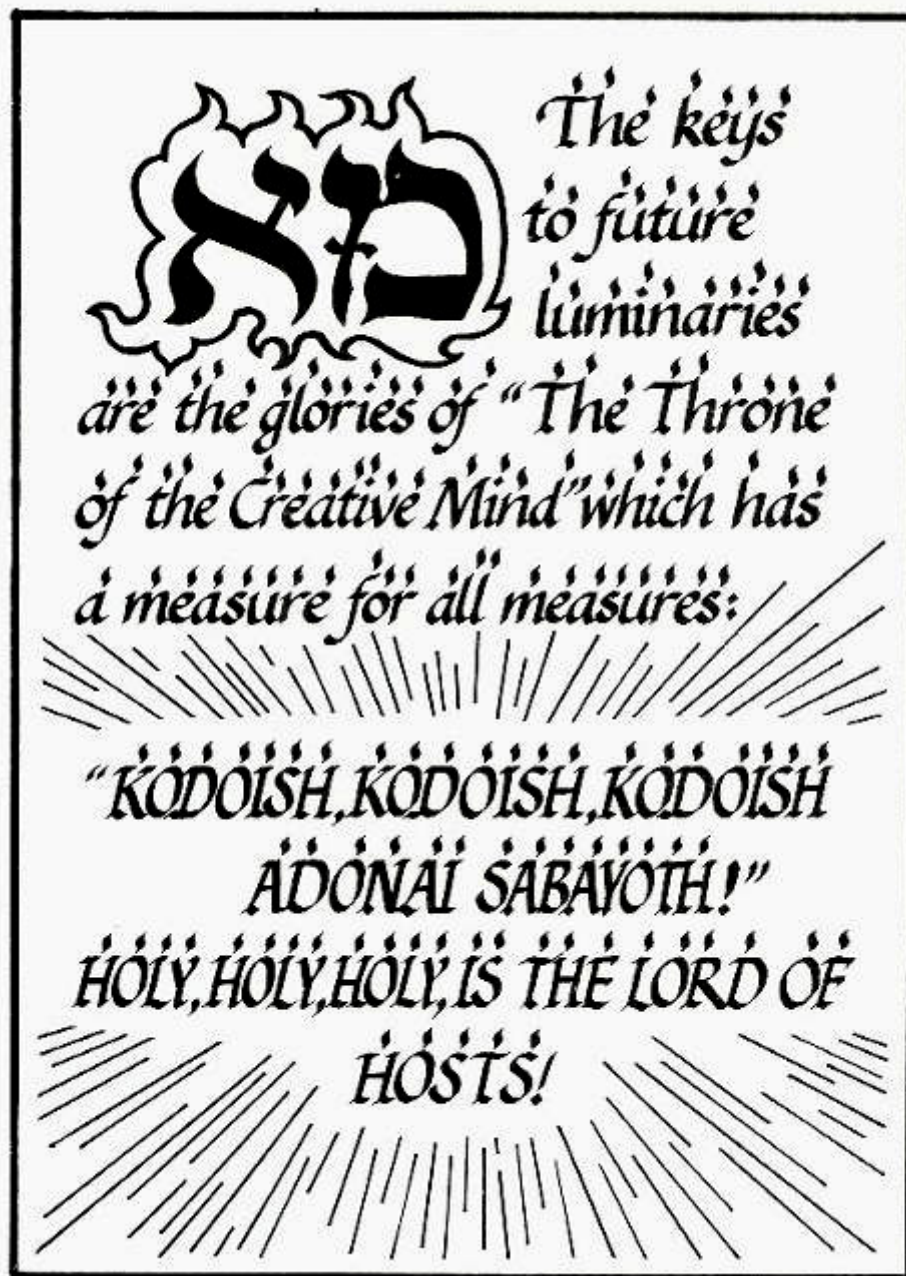 מא
The keys
to future
luminaries
are the glories of “The Throne
of the Creative Mind” which has
a measure for all measures:
“KODOISH, KODOISH, KODOISH
ADONAI SABAYOTH!”
HOLY, HOLY, HOLY, IS THE LORD OF
HOSTS!